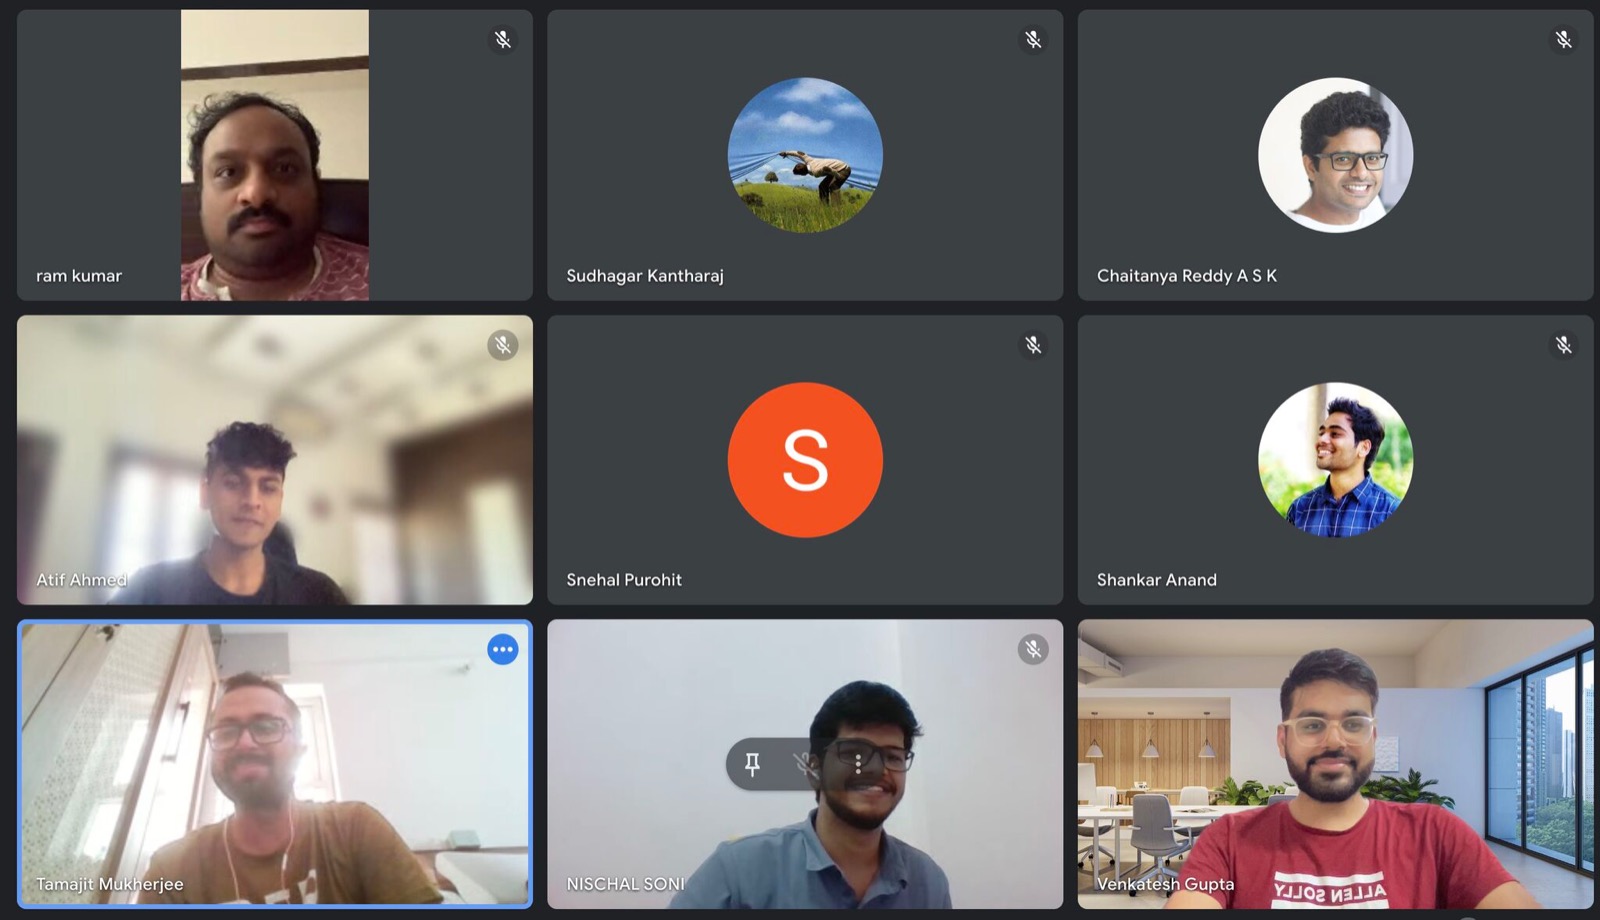 ram kumar
Sudhagar Kantharaj
Chaitanya Reddy A S K
Atif Ahmed
S
Snehal Purohit
Shankar Anand
Tamajit Mukherjee
NISCHAL SONI
Venkatesh Gupta
ALLEN SOLLY